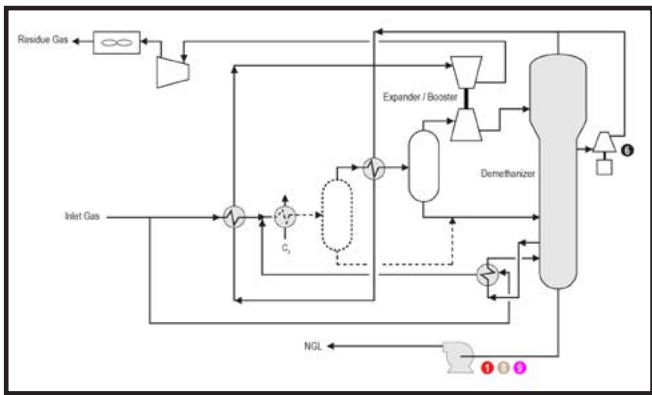 Residue Gas
Expander / Booster
6
Demethanizer
Inlet Gas
C₃
NGL
1 8 9